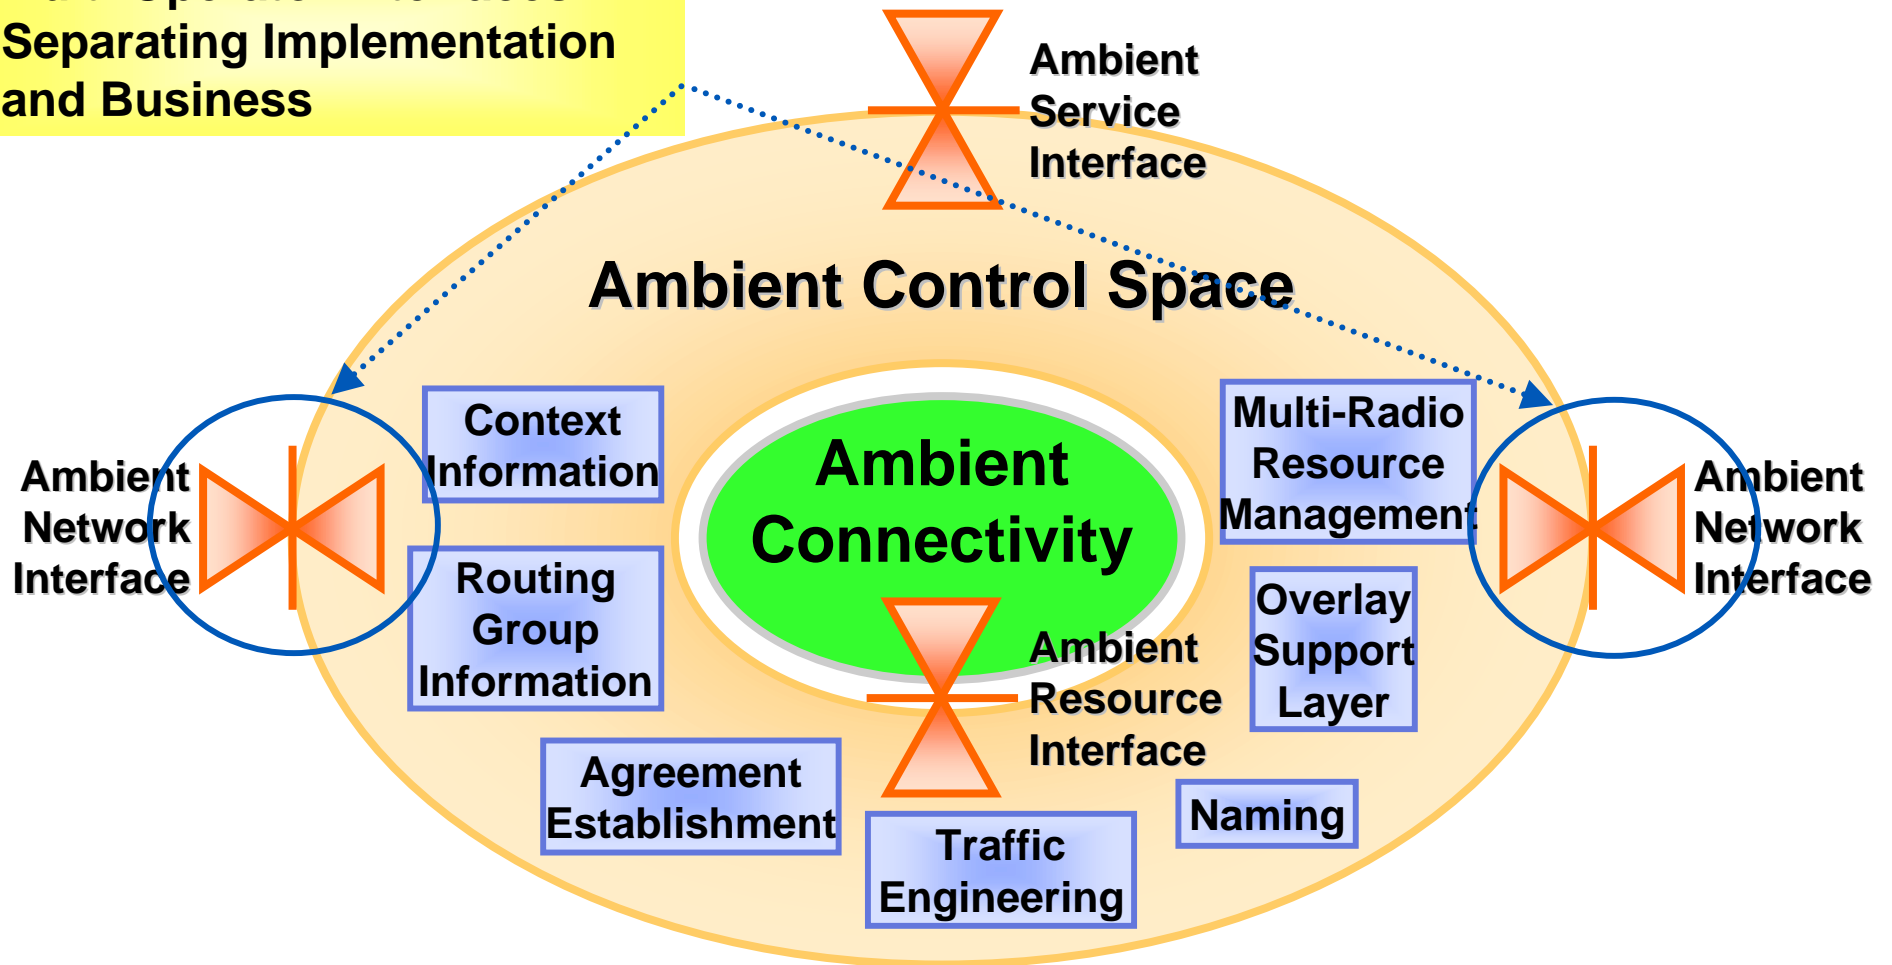 Separating Implementation
and Business
Ambient
Service
Interface
Ambient Control Space
Context
Information
Multi-Radio
Resource
Management
Ambient
Connectivity
Ambient
Network
Interface
Ambient
Network
Interface
Routing
Group
Information
Overlay
Support
Layer
Ambient
Resource
Interface
Agreement
Establishment
Naming
Traffic
Engineering